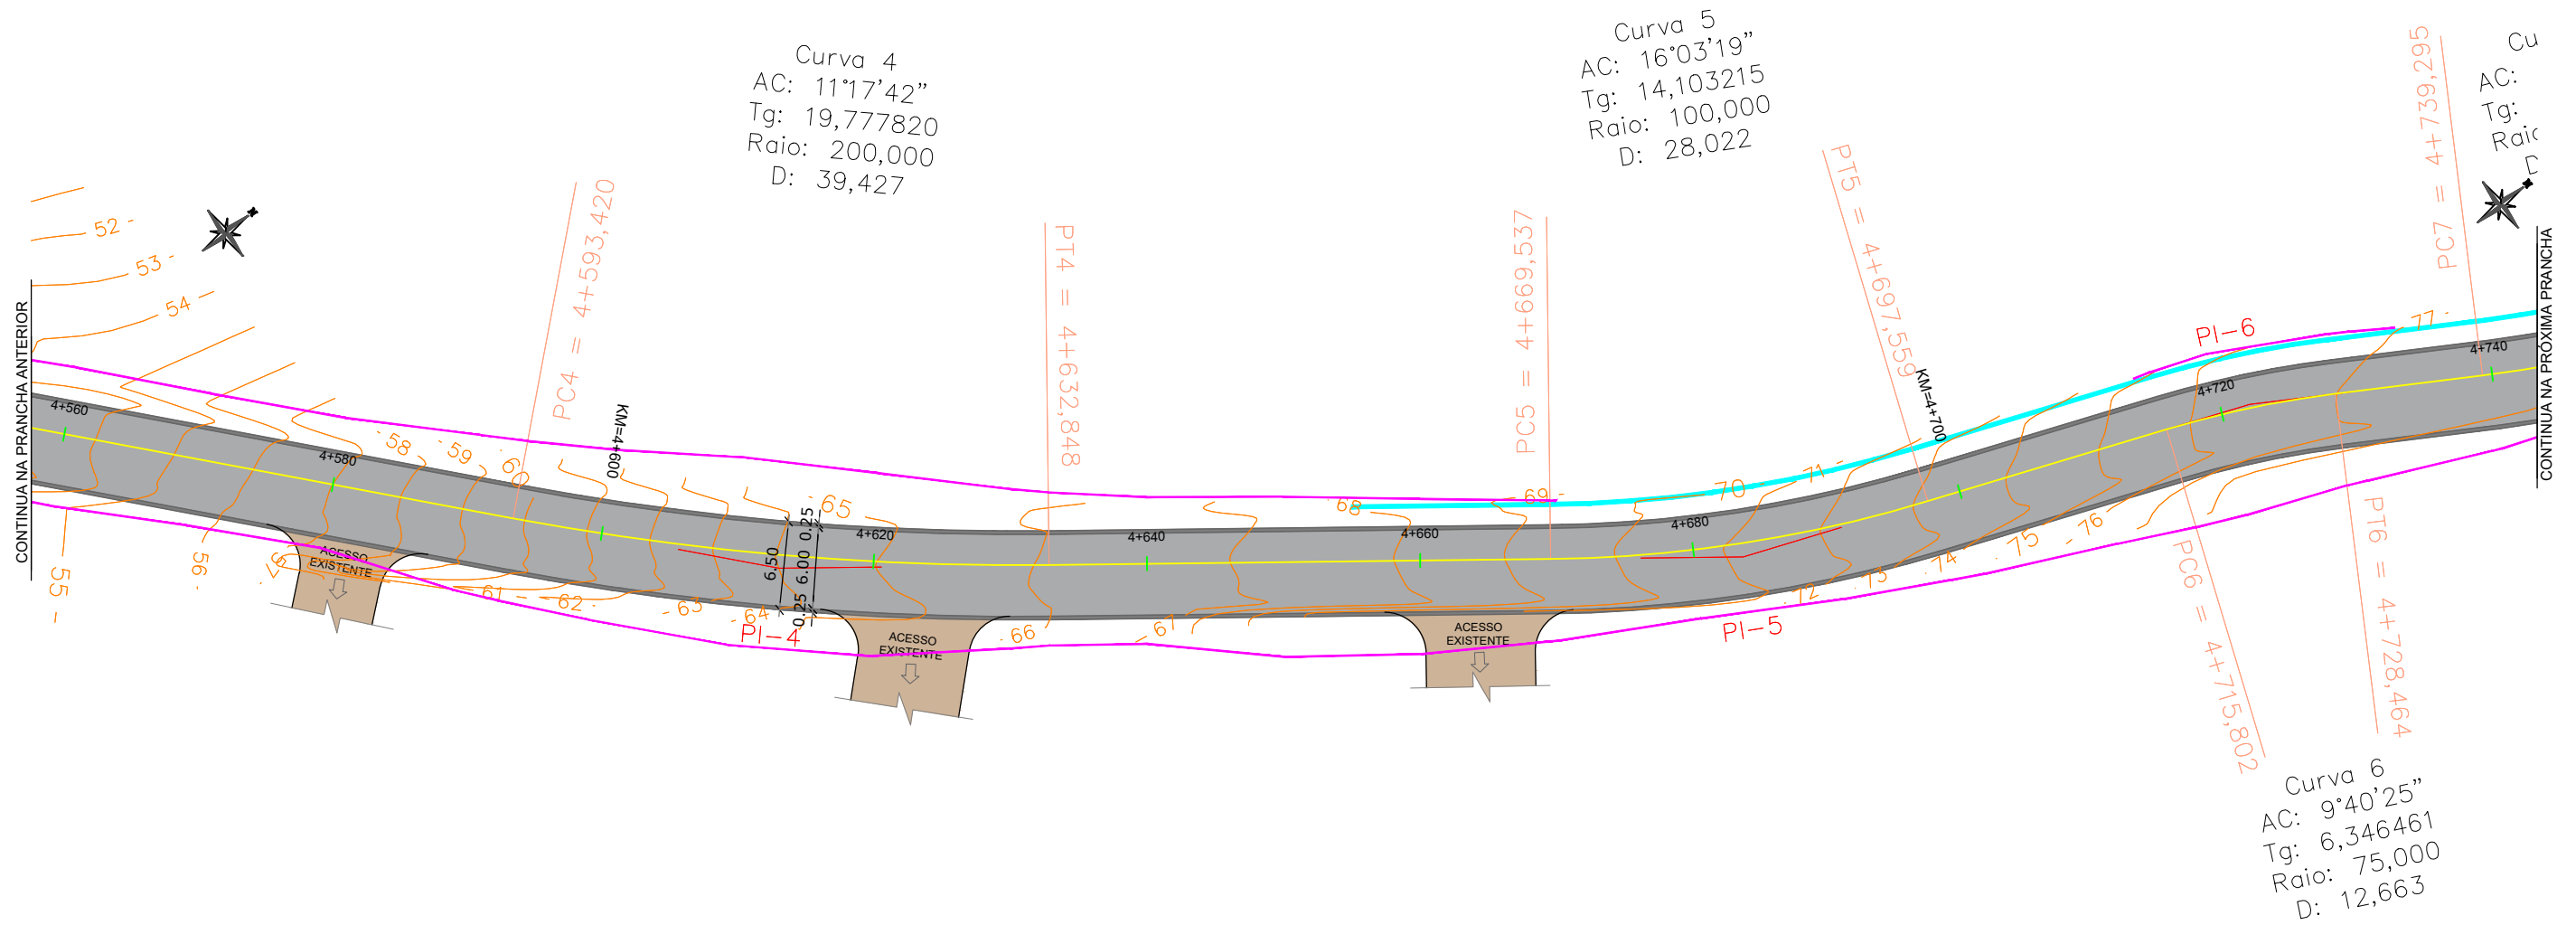 Curva 4
AC: 11°17'42"
Tg: 19,777820
Raio: 200,000
D: 39,427
Curva 5
AC: 16°03'19"
Tg: 14,103215
Raio: 100,000
D: 28,022
Cu
AC:
Tg:
Raic
CONTINUA NA PRANCHA ANTERIOR
52
53
54
PC4 = 4+593,420
PT4 = 4+632,848
PC5 = 4+669,537
PT5 = 4+697,559
PC7 = 4+739,295
CONTINUA NA PRÓXIMA PRANCHA
4+560
4+580
KM=4+600
4+620
4+640
4+660
4+680
KM=4+700
4+720
4+740
PI-6
77
58
59
60
65
68
69
70
71
6.50
0.25
6.00
0.25
55
56
57
61
62
63
64
66
67
72
73
74
75
76
ACESSO
EXISTENTE
ACESSO
EXISTENTE
ACESSO
EXISTENTE
PI-4
PI-5
PC6 = 4+715,802
PT6 = 4+728,464
Curva 6
AC: 9°40'25"
Tg: 6,346461
Raio: 75,000
D: 12,663